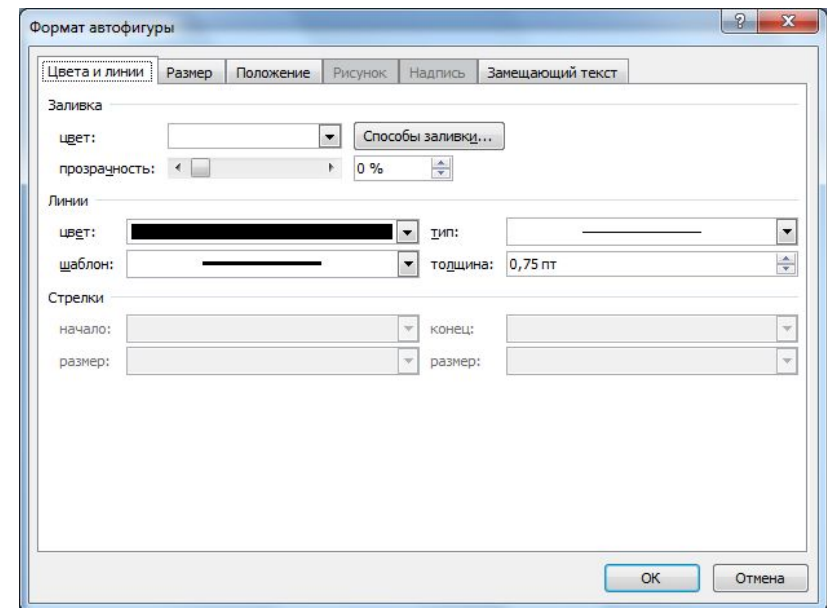 Формат автофигуры
?
X
Цвета и линии Размер Положение Рисунок Надпись Замещающий текст
Заливка
цвет: Способы заливки...
прозрачность: 0 %
Линии
цвет: тип:
шаблон: толщина: 0,75 пт
Стрелки
начало: конец:
размер: размер:
ОК Отмена